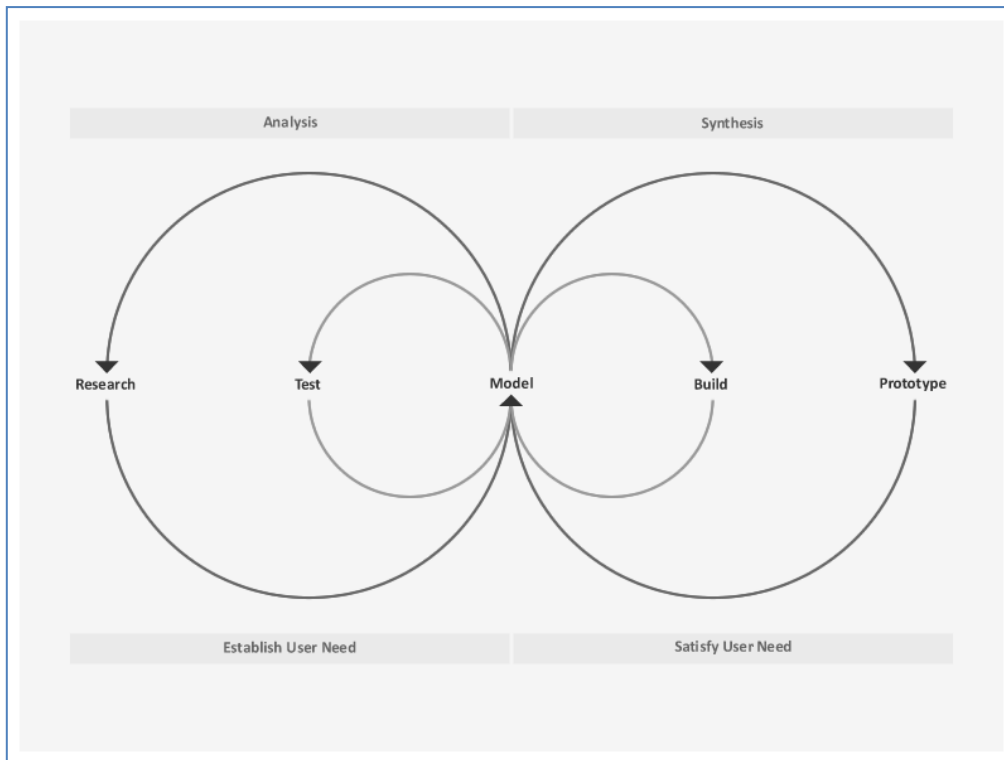 Analysis
Synthesis
Research
Test
Model
Build
Prototype
Establish User Need
Satisfy User Need